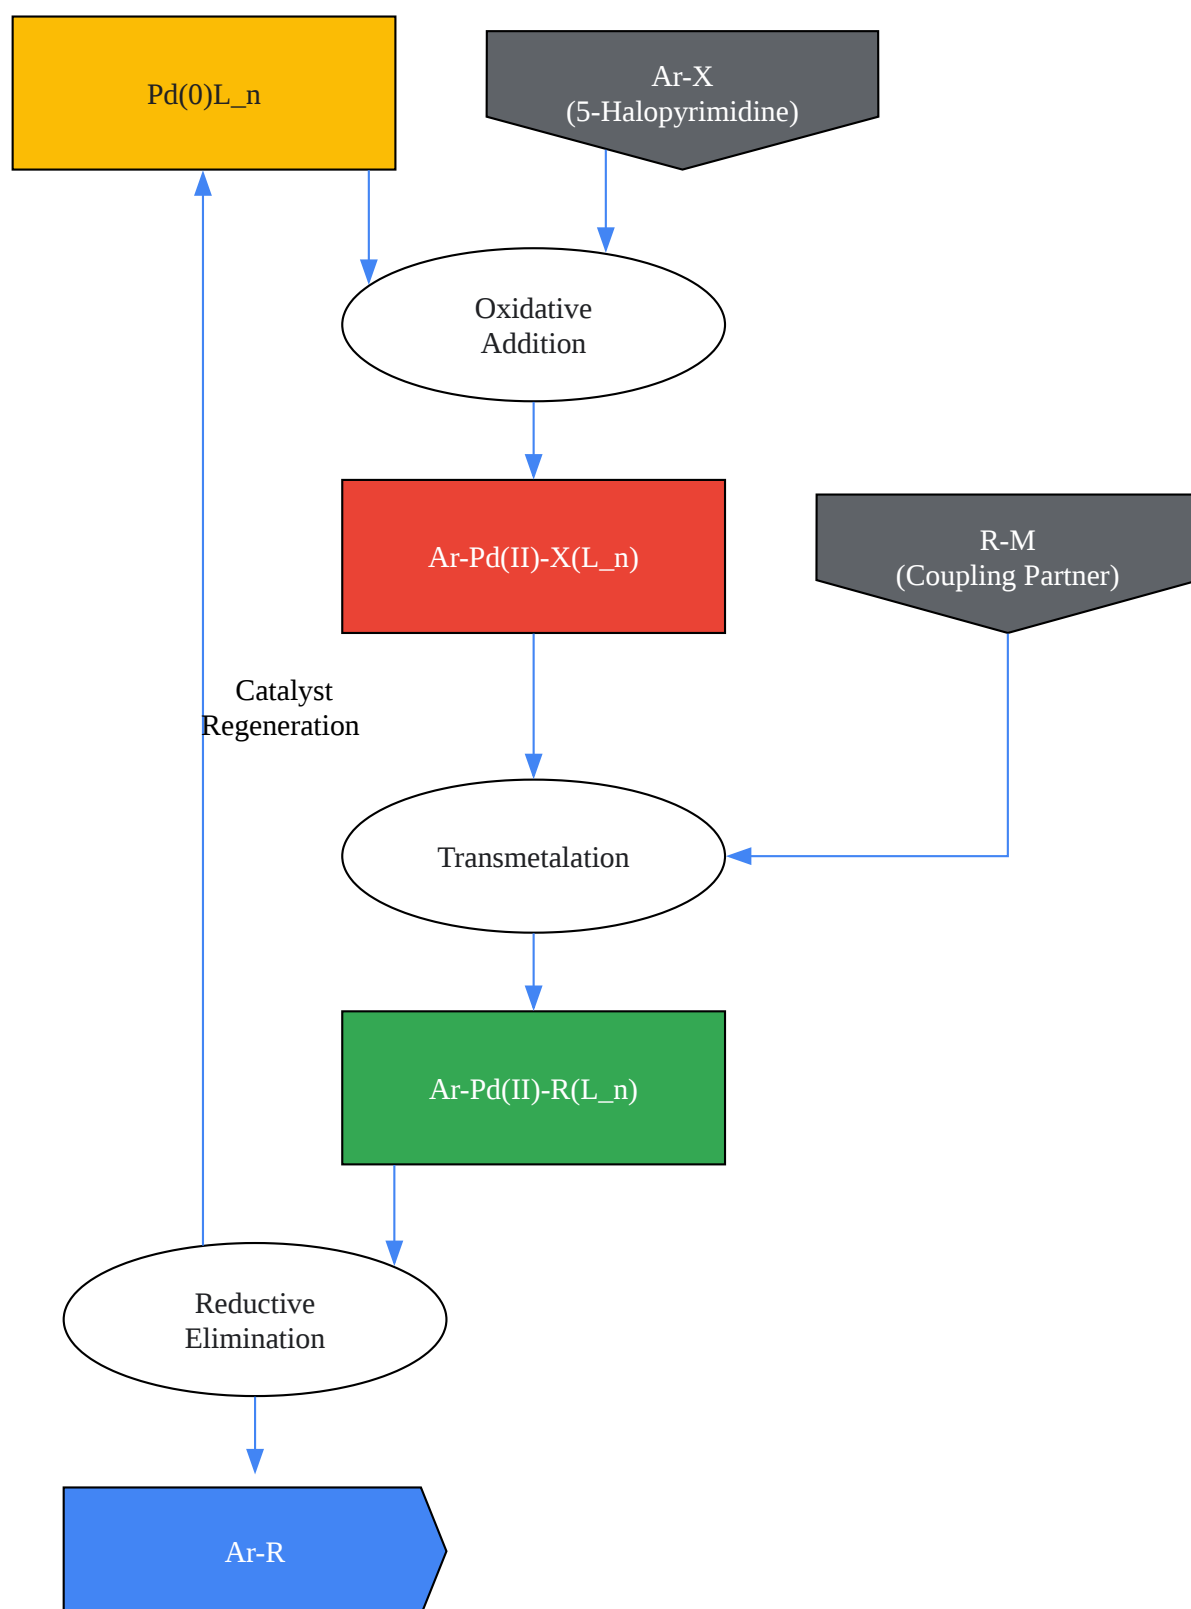 Pd(0)L_n
Ar-X
(5-Halopyrimidine)
Oxidative
Addition
Ar-Pd(II)-X(L_n)
R-M
(Coupling Partner)
Catalyst
Regeneration
Transmetalation
Ar-Pd(II)-R(L_n)
Reductive
Elimination
Ar-R